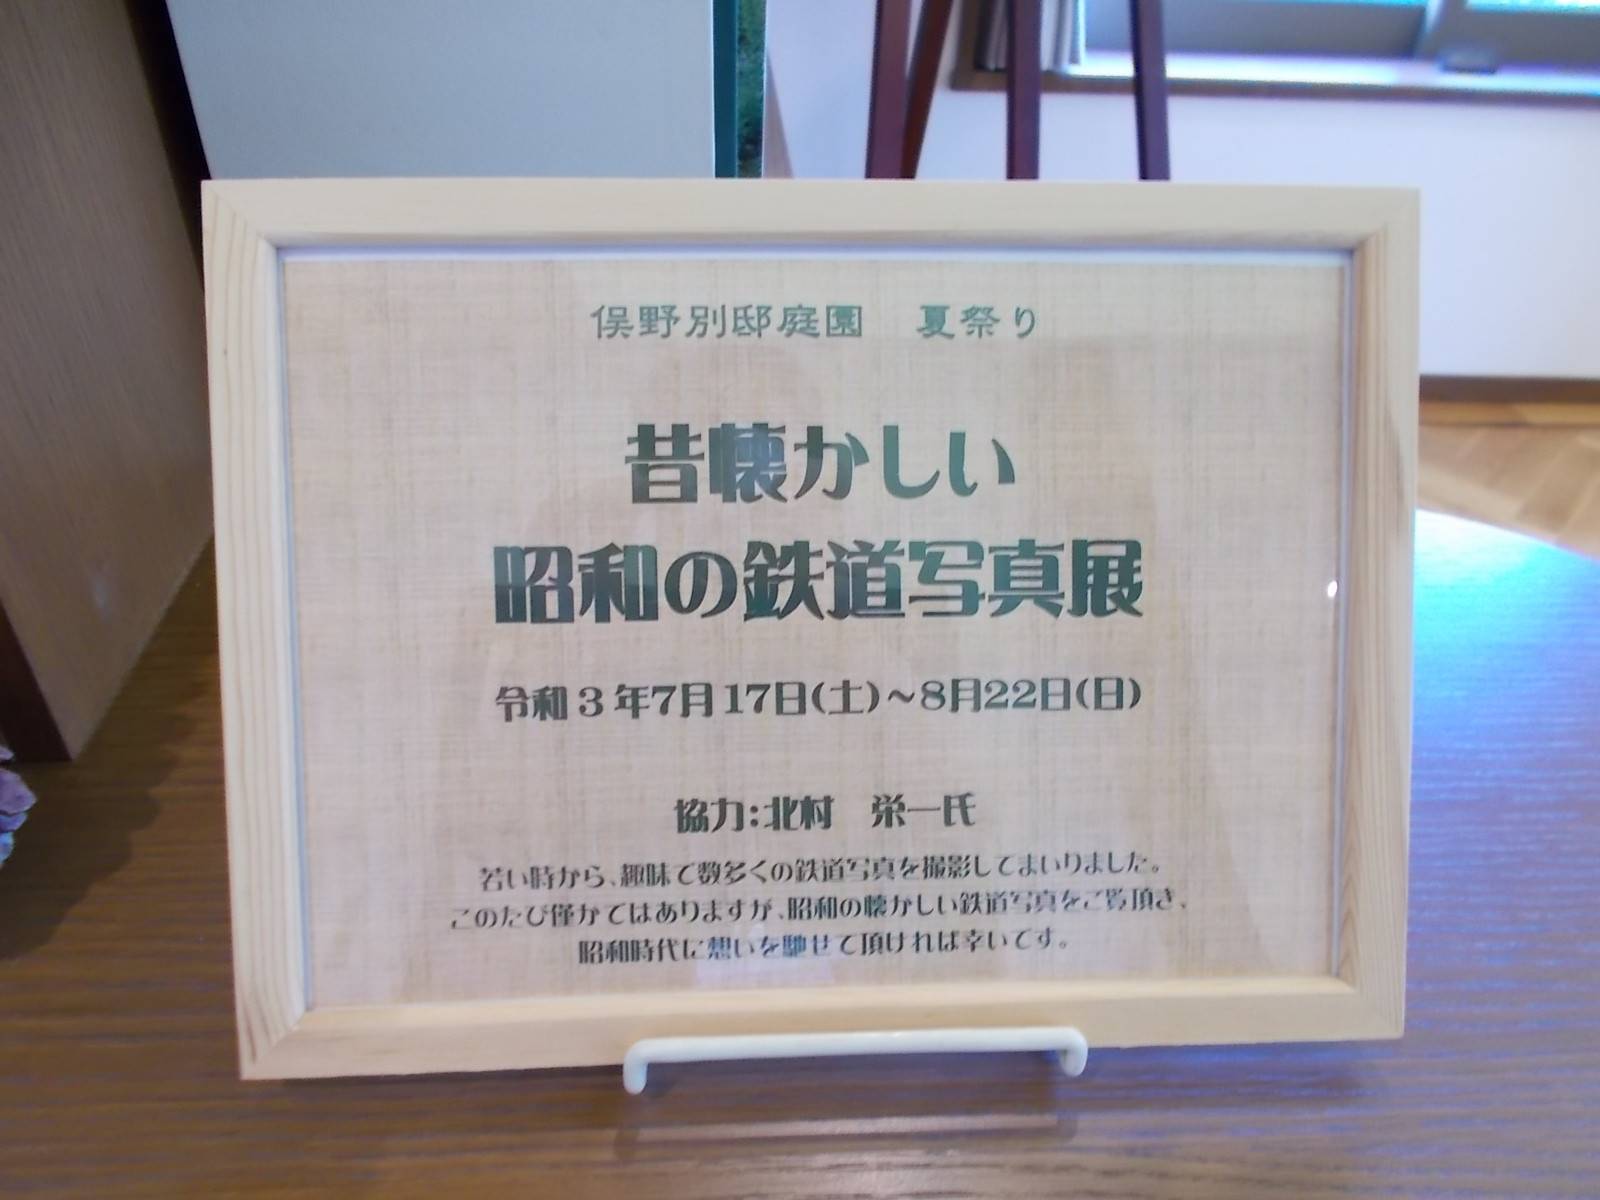 俣野別邸庭園　夏祭り
昔懐かしい
昭和の鉄道写真展
令和３年7月17日(土)～8月22日(日)
協力：北村　栄一氏
若い時から、趣味で数多くの鉄道写真を撮影してまいりました。
このたび僅かではありますが、昭和の懐かしい鉄道写真をご覧頂き、
昭和時代に想いを馳せて頂ければ幸いです。